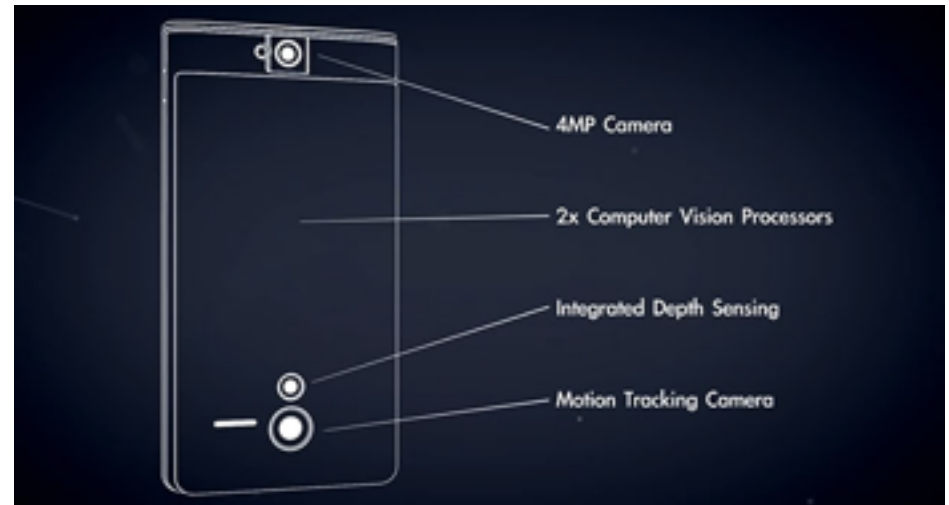 4MP Camera
2x Computer Vision Processors
Integrated Depth Sensing
Motion Tracking Camera